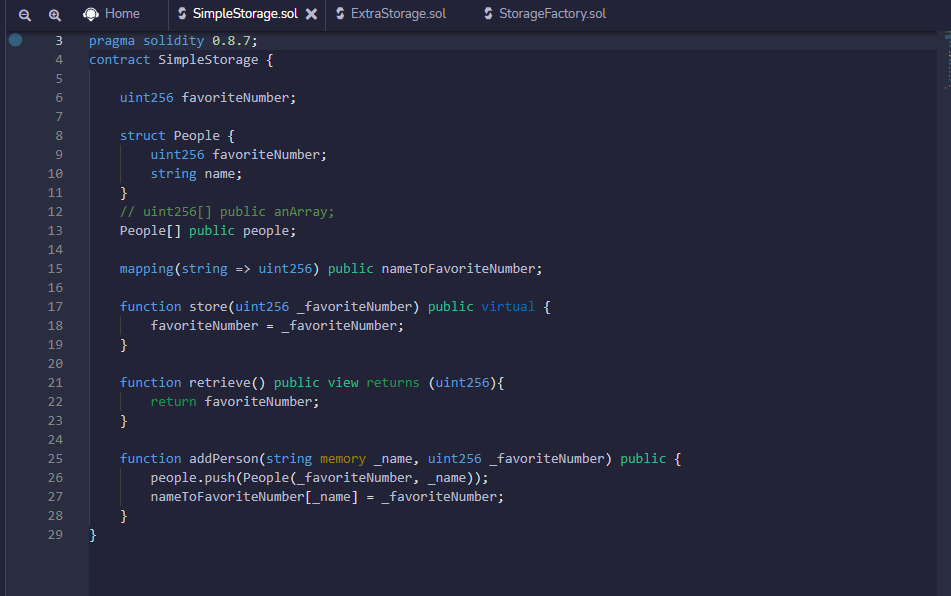 Home SimpleStorage.sol ExtraStorage.sol StorageFactory.sol
3 pragma solidity 0.8.7;
4 contract SimpleStorage {
5
6 uint256 favoriteNumber;
7
8 struct People {
9 uint256 favoriteNumber;
10 string name;
11 }
12 // uint256[] public anArray;
13 People[] public people;
14
15 mapping(string => uint256) public nameToFavoriteNumber;
16
17 function store(uint256 _favoriteNumber) public virtual {
18 favoriteNumber = _favoriteNumber;
19 }
20
21 function retrieve() public view returns (uint256){
22 return favoriteNumber;
23 }
24
25 function addPerson(string memory _name, uint256 _favoriteNumber) public {
26 people.push(People(_favoriteNumber, _name));
27 nameToFavoriteNumber[_name] = _favoriteNumber;
28 }
29 }